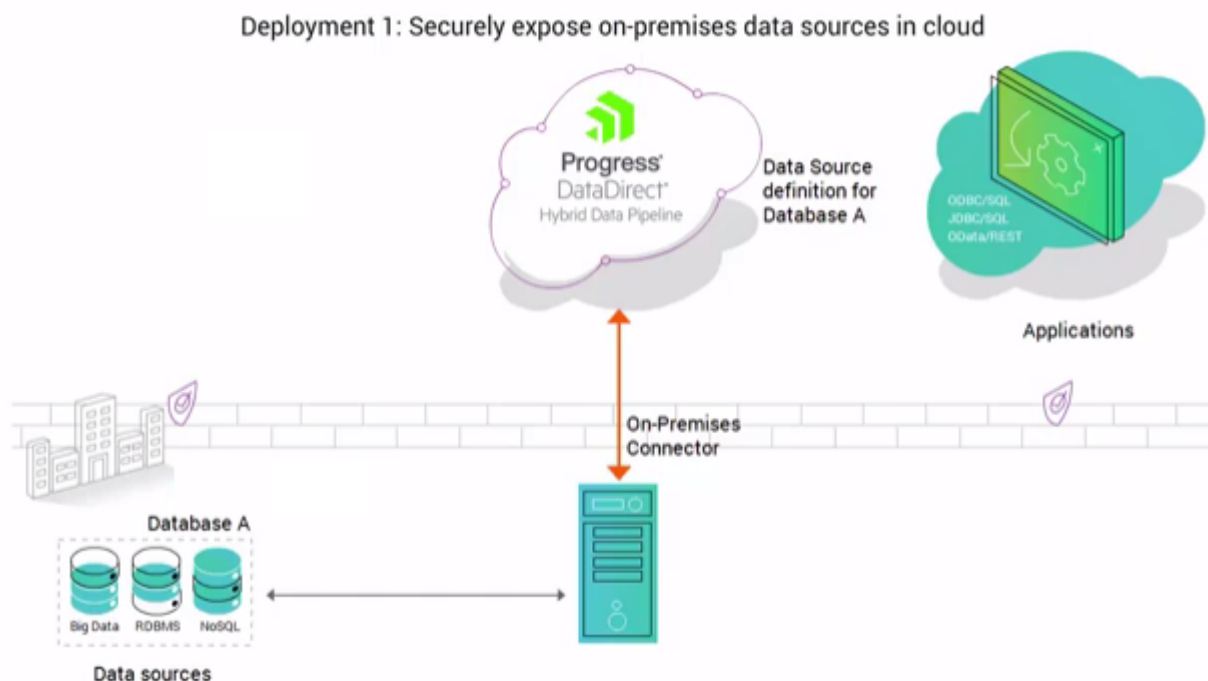 Deployment 1: Securely expose on-premises data sources in cloud
Progress®
DataDirect®
Hybrid Data Pipeline
Data Source
definition for
Database A
ODBC/SQL
JDBC/SQL
OData/REST
Applications
On-Premises
Connector
Database A
Big Data
RDBMS
NoSQL
Data sources